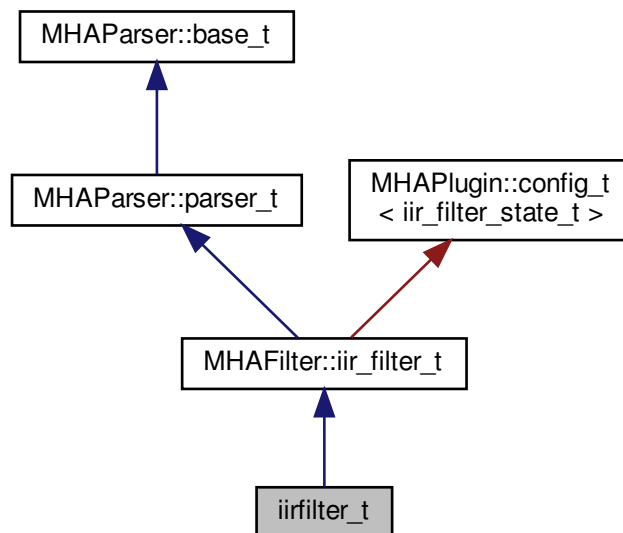 MHAParser::base_t
MHAParser::parser_t
MHAPlugin::config_t
< iir_filter_state_t >
MHAFilter::iir_filter_t
iirfilter_t